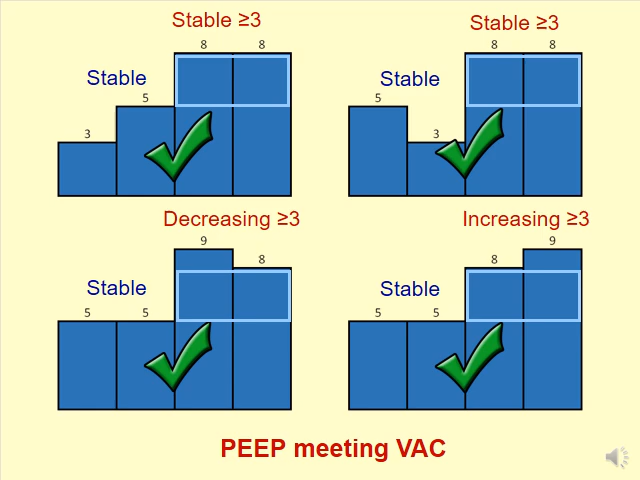 Stable ≥3
8 8
Stable
5
3
Stable ≥3
8 8
Stable
5
3
Decreasing ≥3
9
8
Stable
5 5
Increasing ≥3
9
8
Stable
5 5
PEEP meeting VAC